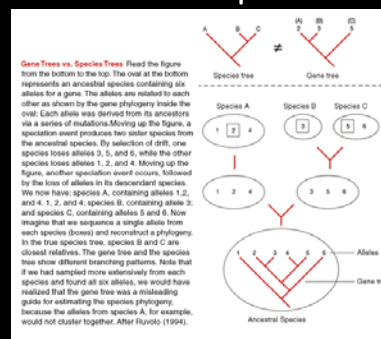 A B C
(A) (B) (C)
2 3 5
≠
Species tree Gene tree
Gene Trees vs. Species Trees Read the figure
from the bottom to the top. The oval at the bottom
represents an ancestral species containing six
alleles for a gene. The alleles are related to each
other as shown by the gene phylogeny inside the
oval: Each allele was derived from its ancestors
via a series of mutations.Moving up the figure, a
speciation event produces two sister species from
the ancestral species. By selection of drift, one
species loses alleles 3, 5, and 6, while the other
species loses alleles 1, 2, and 4. Moving up the
figure, another speciation event occurs, followed
by the loss of alleles in its descendant species.
We now have: species A, containing alleles 1,2,
and 4. 1, 2, and 4; species B, containing allele 3;
and species C, containing alleles 5 and 6. Now
imagine that we sequence a single allele from
each species (boxes) and reconstruct a phylogeny.
In the true species tree, species B and C are
closest relatives. The gene tree and the species
tree show different branching patterns. Note that
if we had sampled more extensively from each
species and found all six alleles, we would have
realized that the gene tree was a misleading
guide for estimating the species phylogeny,
because the alleles from species A, for example,
would not cluster together. After Ruvolo (1994).
Species A Species B Species C
1 2 4 3 5 6
1 2 4 3 5 6
1 2 3 4 5 6
Alleles
Ancestral Species